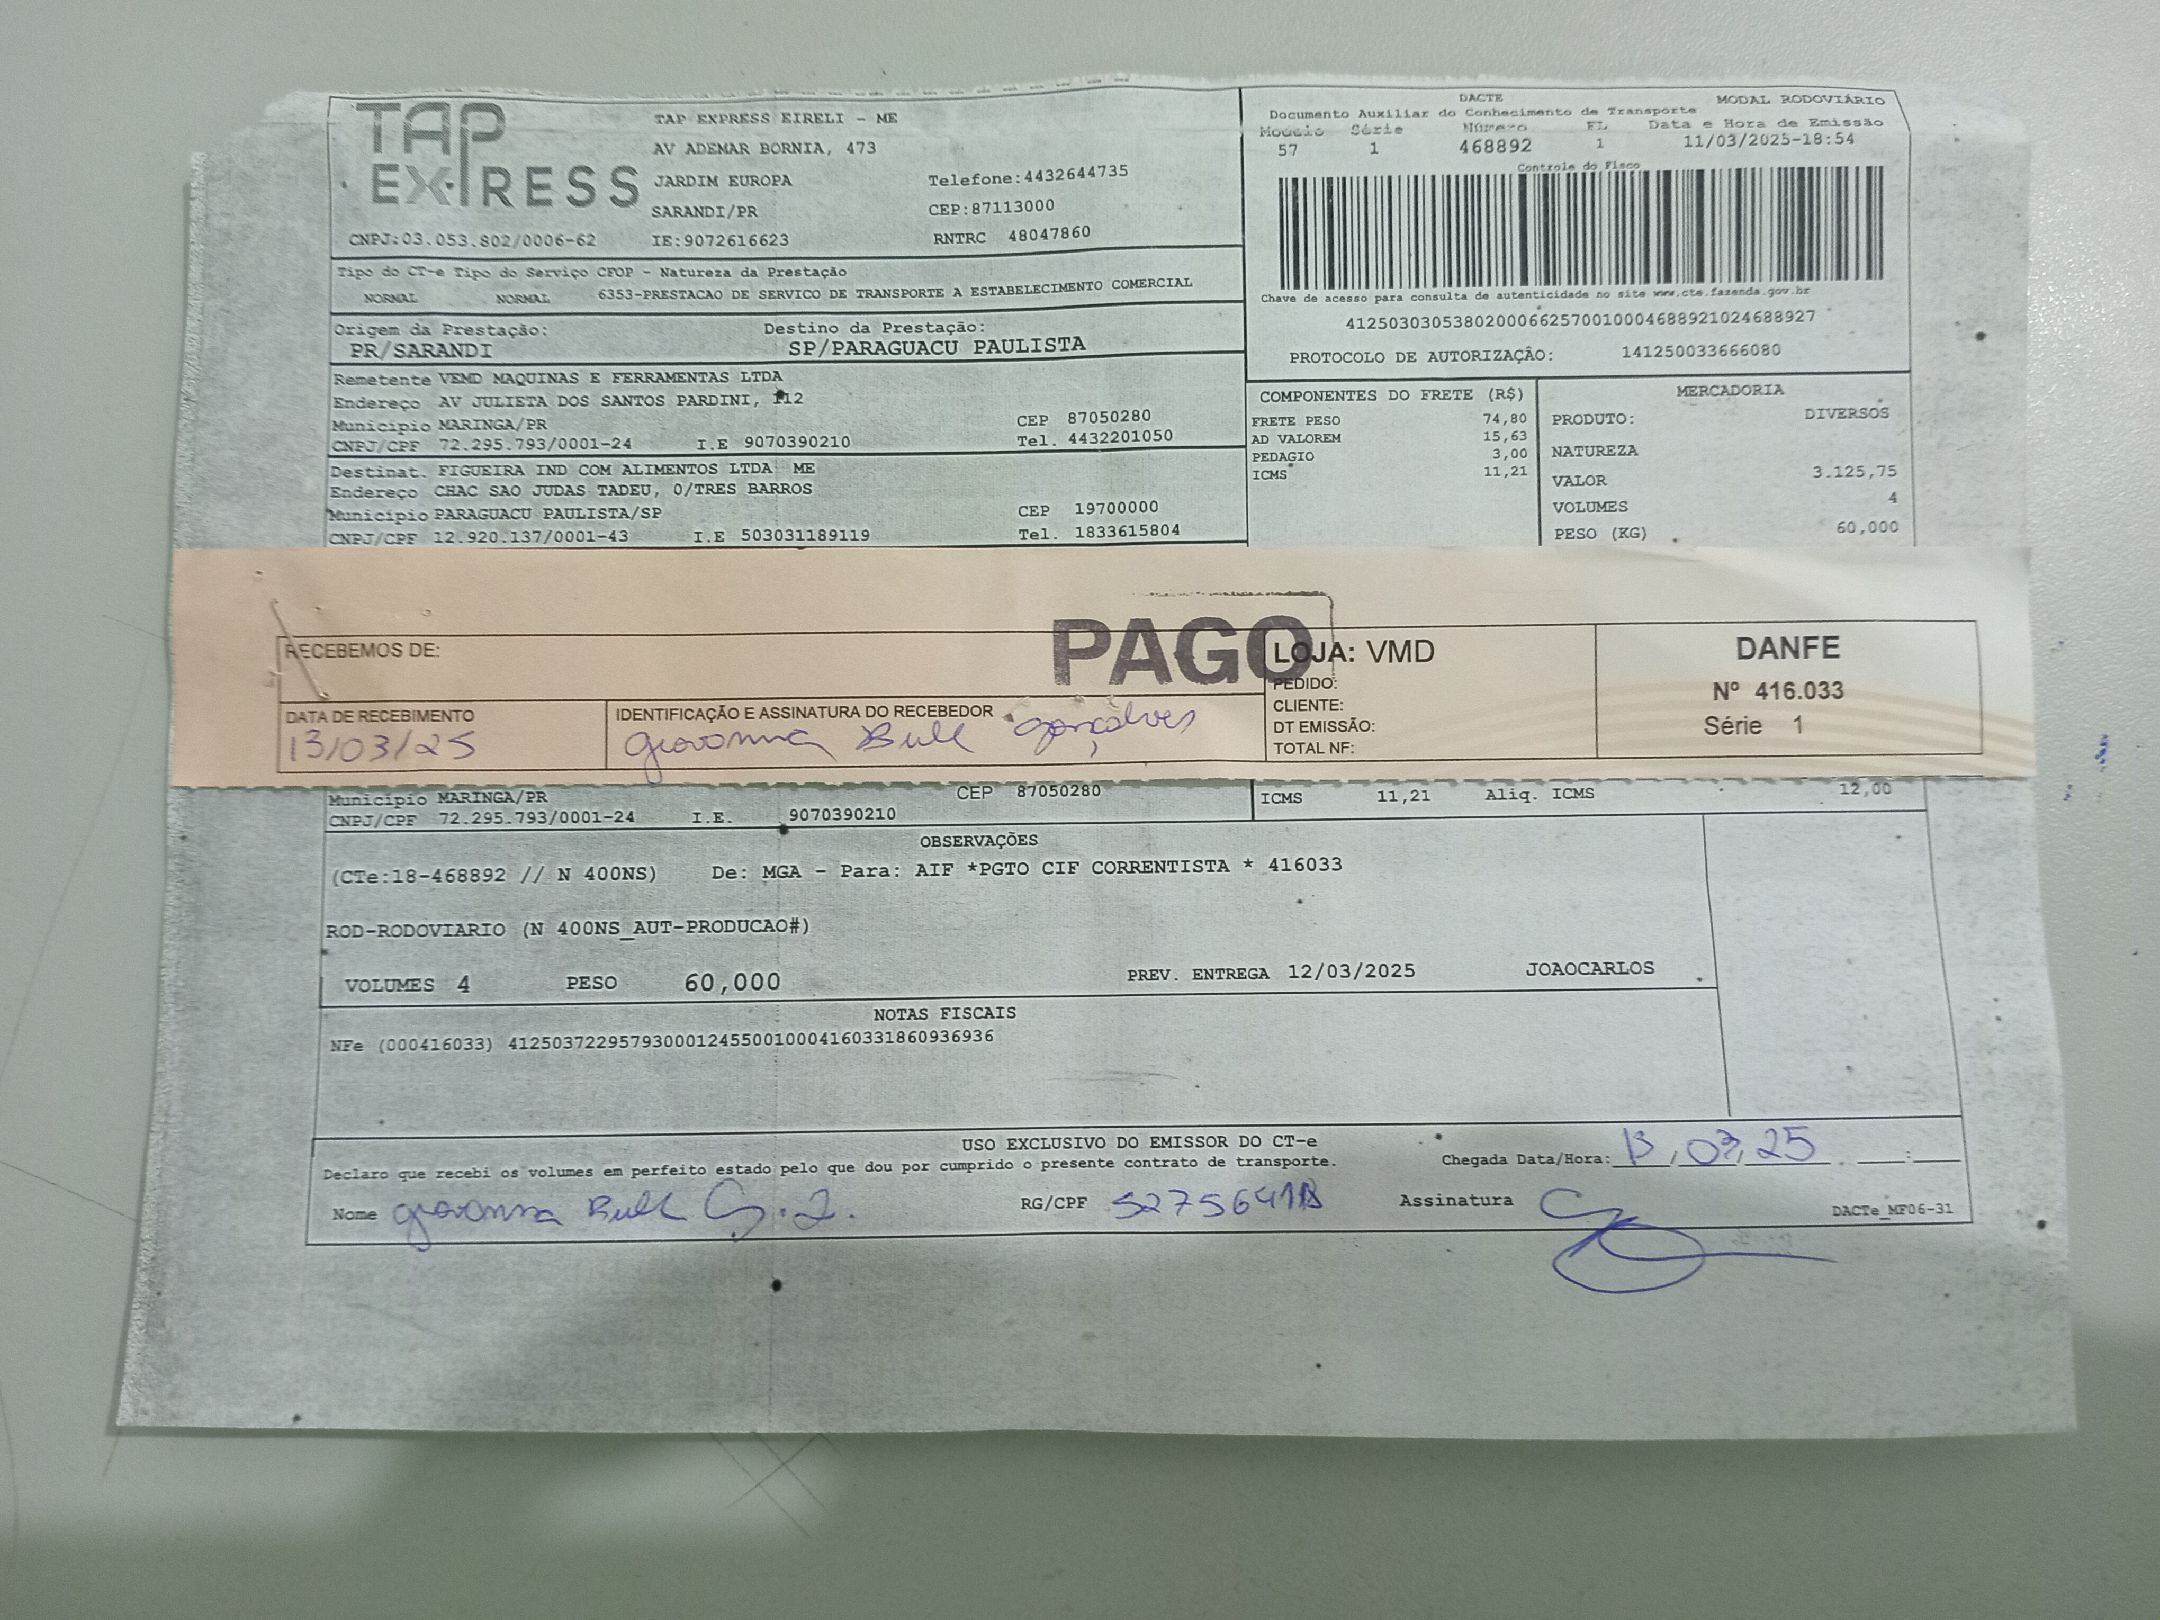 TAP
EXPRESS
TAP EXPRESS EIRELI - ME
AV ADEMAR BORNIA, 473
JARDIM EUROPA Telefone:4432644735
SARANDI/PR CEP:87113000
CNPJ:03.053.802/0006-62 IE:9072616623 RNTRC 48047860
DACTE MODAL RODOVIÁRIO
Documento Auxiliar do Conhecimento de Transporte
Modelo Série Número FL Data e Hora de Emissão
57 1 468892 1 11/03/2025-18:54
Controle do Fisco
Chave de acesso para consulta de autenticidade no site www.cte.fazenda.gov.br
41250303053802000662570010004688921024688927
PROTOCOLO DE AUTORIZAÇÃO: 141250033666080
Tipo do CT-e Tipo do Serviço CFOP - Natureza da Prestação
NORMAL NORMAL 6353-PRESTACAO DE SERVICO DE TRANSPORTE A ESTABELECIMENTO COMERCIAL
Origem da Prestação: Destino da Prestação:
PR/SARANDI SP/PARAGUACU PAULISTA
Remetente VEMD MAQUINAS E FERRAMENTAS LTDA
Endereço AV JULIETA DOS SANTOS PARDINI, 112
Município MARINGA/PR CEP 87050280
CNPJ/CPF 72.295.793/0001-24 I.E 9070390210 Tel. 4432201050
Destinat. FIGUEIRA IND COM ALIMENTOS LTDA ME
Endereço CHAC SAO JUDAS TADEU, 0/TRES BARROS
Município PARAGUACU PAULISTA/SP CEP 19700000
CNPJ/CPF 12.920.137/0001-43 I.E 503031189119 Tel. 1833615804
COMPONENTES DO FRETE (R$)
FRETE PESO 74,80
AD VALOREM 15,63
PEDAGIO 3,00
ICMS 11,21
MERCADORIA
PRODUTO: DIVERSOS
NATUREZA
VALOR 3.125,75
VOLUMES 4
PESO (KG) 60,000
PAGO
RECEBEMOS DE:
DATA DE RECEBIMENTO
13/03/25
IDENTIFICAÇÃO E ASSINATURA DO RECEBEDOR
giovanna Bull Gonçalves
LOJA: VMD
PEDIDO:
CLIENTE:
DT EMISSÃO:
TOTAL NF:
DANFE
Nº 416.033
Série 1
Município MARINGA/PR CEP 87050280
CNPJ/CPF 72.295.793/0001-24 I.E. 9070390210
ICMS 11,21 Aliq. ICMS 12,00
OBSERVAÇÕES
(CTe:18-468892 // N 400NS) De: MGA - Para: AIF *PGTO CIF CORRENTISTA * 416033
ROD-RODOVIARIO (N 400NS_AUT-PRODUCAO#)
VOLUMES 4 PESO 60,000 PREV. ENTREGA 12/03/2025 JOAOCARLOS
NOTAS FISCAIS
NFe (000416033) 41250372295793000124550010004160331860936936
USO EXCLUSIVO DO EMISSOR DO CT-e
Declaro que recebi os volumes em perfeito estado pelo que dou por cumprido o presente contrato de transporte. Chegada Data/Hora: 13/03/25 :
Nome giovanna Bull RG/CPF Assinatura DACTe_MF06-31